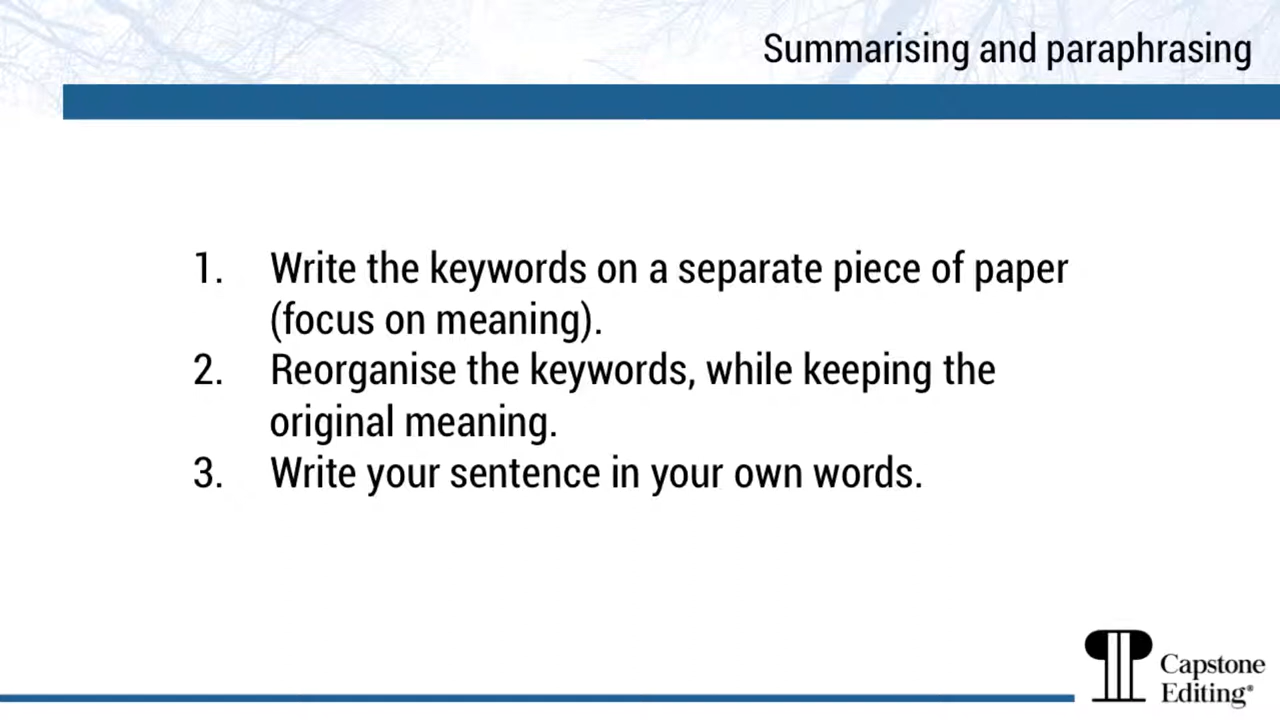 Summarising and paraphrasing
1. Write the keywords on a separate piece of paper
(focus on meaning).
2. Reorganise the keywords, while keeping the
original meaning.
3. Write your sentence in your own words.
Capstone
Editing®